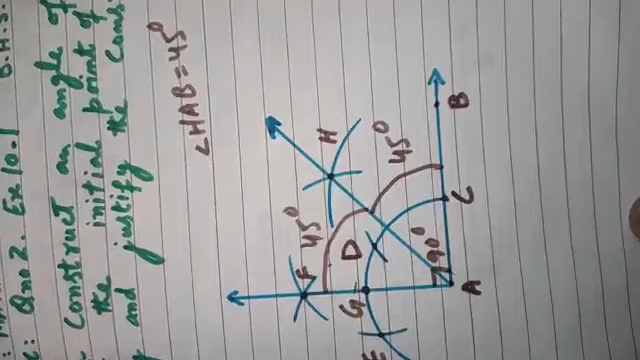 : Qno 2. Ex 10.1 B.H.S.
Construct an angle of
the initial point of
and justify the Cons
∠HAB = 45°
H
B
45°
45°
F
D
C
90°
G
A
E